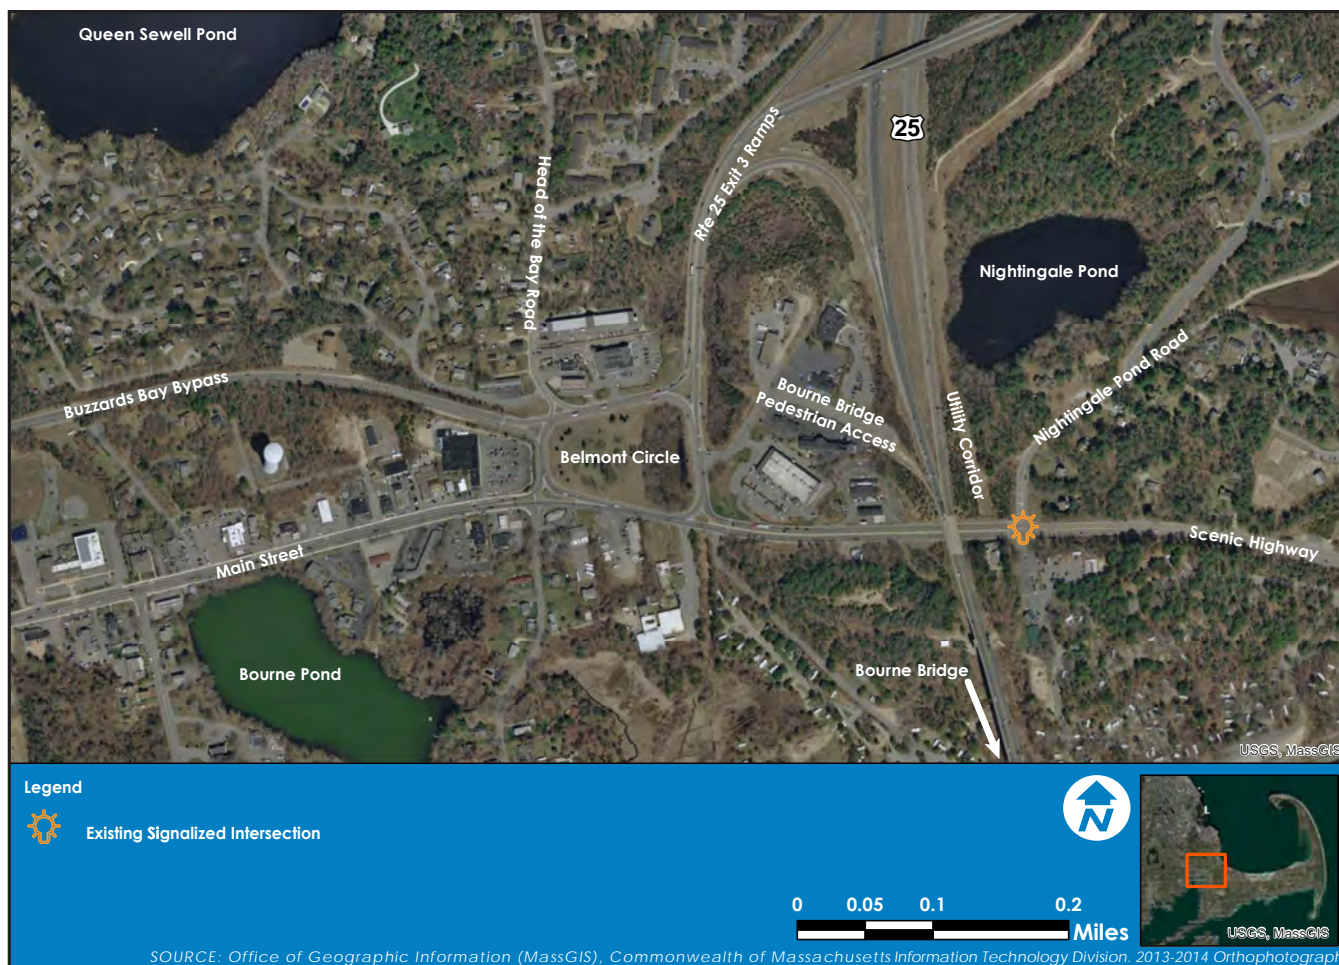 Queen Sewell Pond
25
Head of the Bay Road
Rte 25 Exit 3 Ramps
Nightingale Pond
Buzzards Bay Bypass
Bourne Bridge
Pedestrian Access
Utility Corridor
Nightingale Pond Road
Belmont Circle
Main Street
Scenic Highway
Bourne Pond
Bourne Bridge
USGS, MassGIS
Legend
Existing Signalized Intersection
N
0 0.05 0.1 0.2
Miles
USGS, MassGIS
SOURCE: Office of Geographic Information (MassGIS), Commonwealth of Massachusetts Information Technology Division. 2013-2014 Orthophotograph